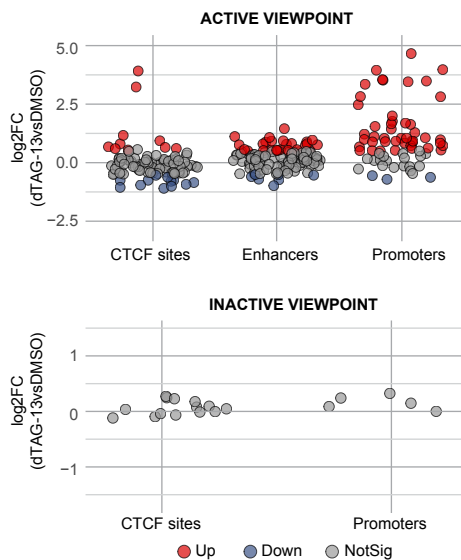 ACTIVE VIEWPOINT
log2FC
(dTAG-13vsDMSO)
5.0
2.5
0.0
−2.5
CTCF sites Enhancers Promoters
INACTIVE VIEWPOINT
log2FC
(dTAG-13vsDMSO)
1
0
−1
CTCF sites Promoters
Up Down NotSig